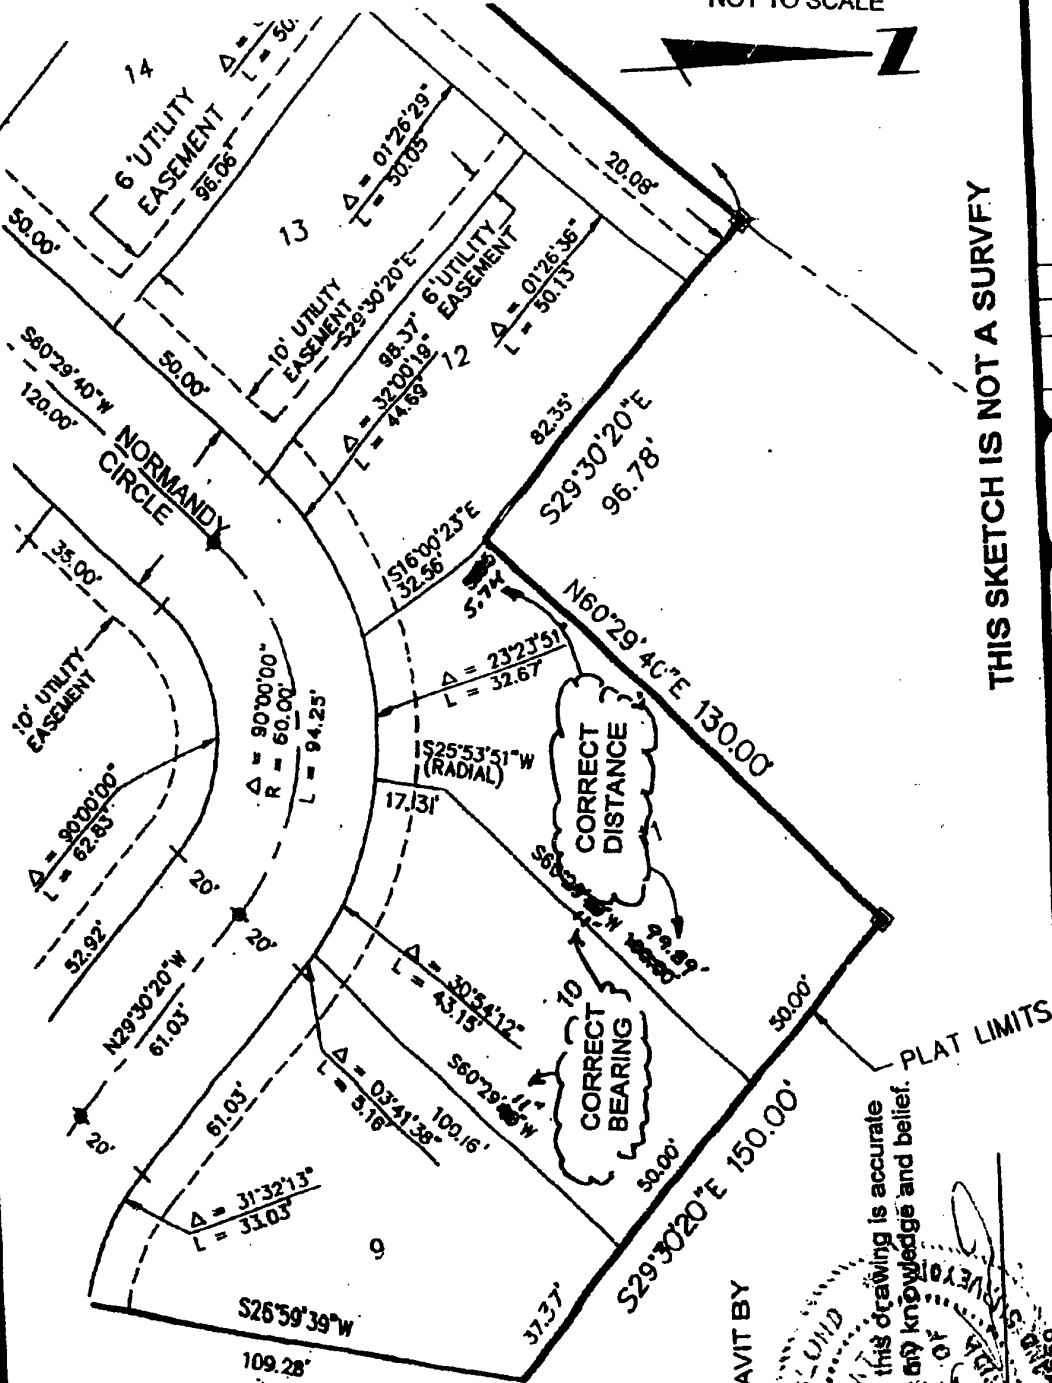 NOT TO SCALE
Z
14
6 'UTILITY
EASEMENT
96.06'
L = 50.
50.00'
13
Δ = 01°26'29"
L = 50.05'
20.08'
10' UTILITY
EASEMENT
S29°30'20"E
98.37'
6'UTILITY
EASEMENT
12
Δ = 01°26'36"
L = 50.13'
S60°29'40"W
120.00'
50.00'
NORMANDY
CIRCLE
Δ = 32°00'19"
L = 44.69'
82.35'
S29°30'20"E
96.78'
THIS SKETCH IS NOT A SURVEY
35.00'
S16°00'23"E
32.56'
5.74
N60°29'40"E 130.00'
10' UTILITY
EASEMENT
Δ = 90°00'00"
R = 60.00'
L = 94.25'
Δ = 23°23'51"
L = 32.67'
S25°53'51"W
(RADIAL)
17.31'
CORRECT
DISTANCE
Δ = 90°00'00"
L = 62.83'
52.92'
20'
20'
99.89'
10
CORRECT
BEARING
N29°30'20"W
61.03'
Δ = 30°54'12"
L = 43.15'
50.00'
PLAT LIMITS
20'
61.03'
Δ = 03°41'38"
L = 5.16'
100.16'
50.00'
S29°30'20"E 150.00'
Δ = 31°32'13"
L = 33.03'
9
37.37'
S26°59'39"W
109.28'
AVIT BY
this drawing is accurate
my knowledge and belief.